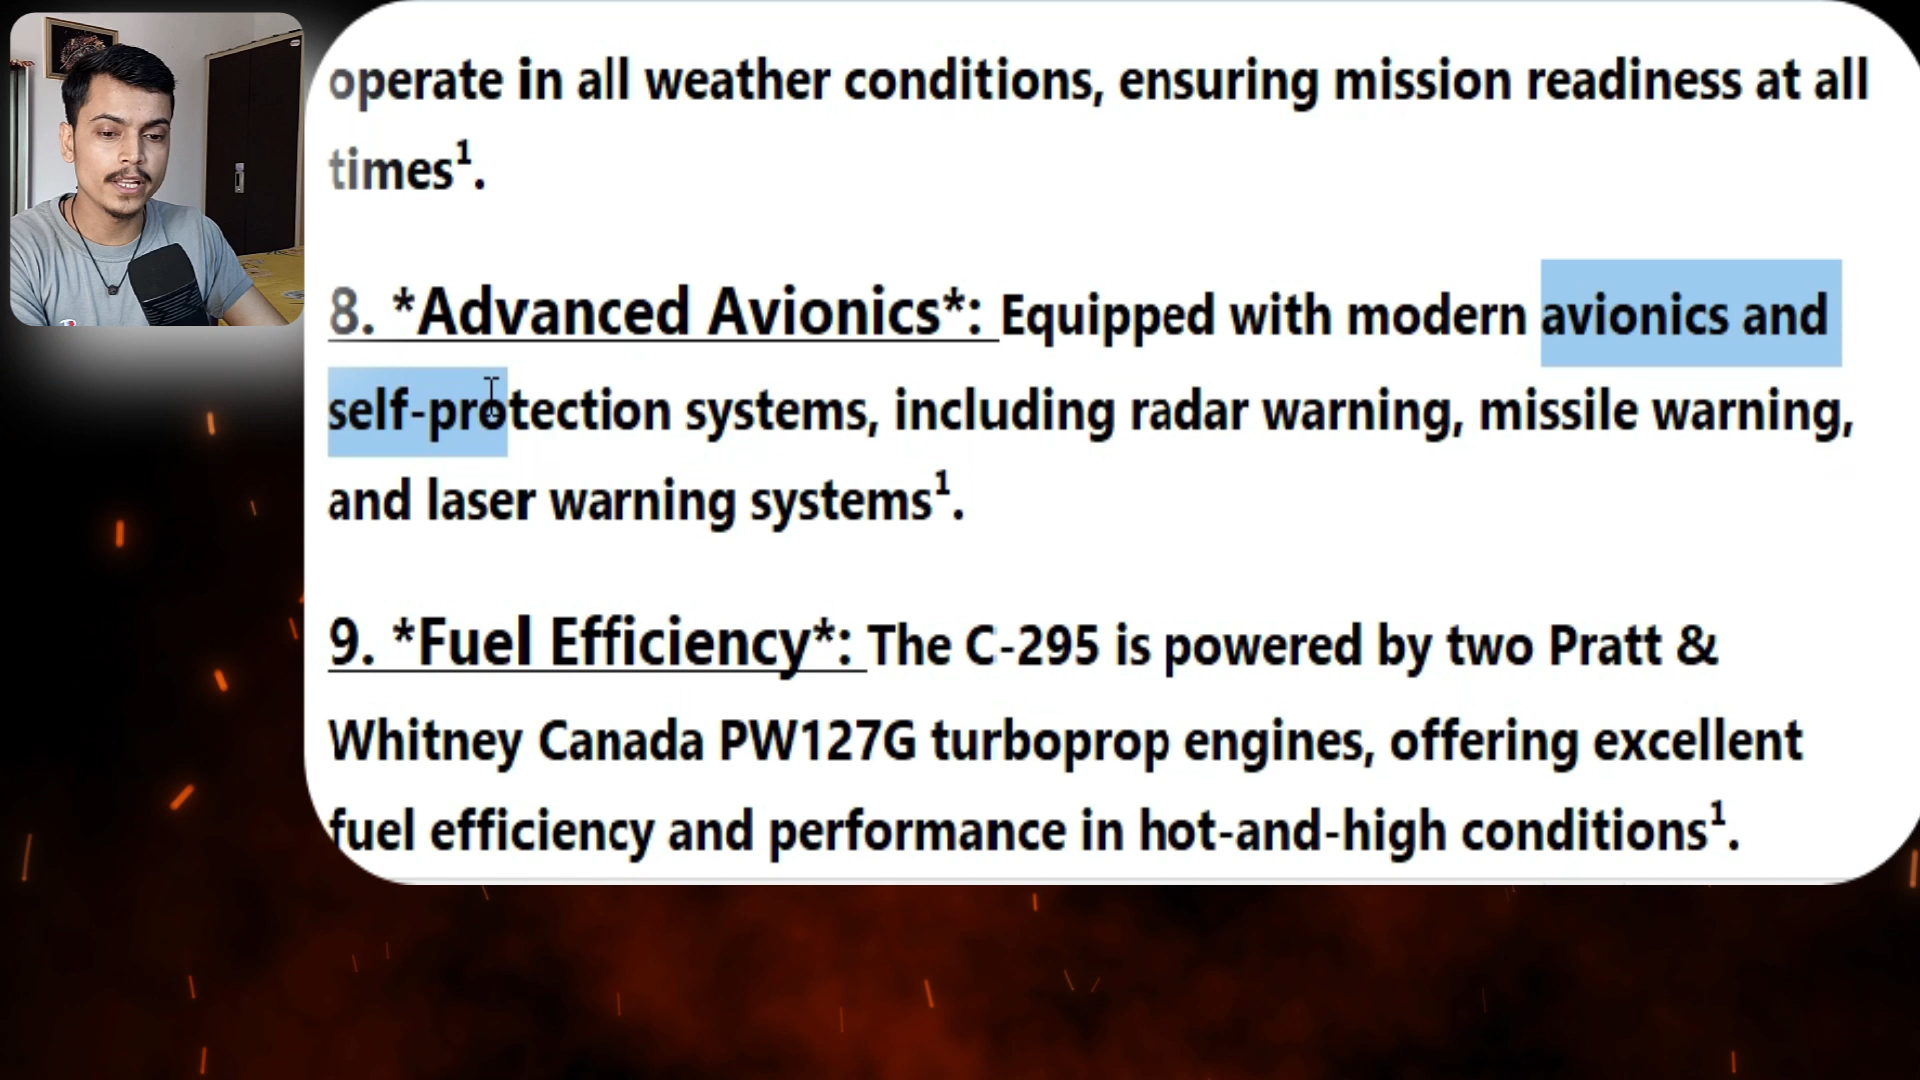 operate in all weather conditions, ensuring mission readiness at all
times¹.
8. *Advanced Avionics*: Equipped with modern avionics and
self-protection systems, including radar warning, missile warning,
and laser warning systems¹.
9. *Fuel Efficiency*: The C-295 is powered by two Pratt &
Whitney Canada PW127G turboprop engines, offering excellent
fuel efficiency and performance in hot-and-high conditions¹.